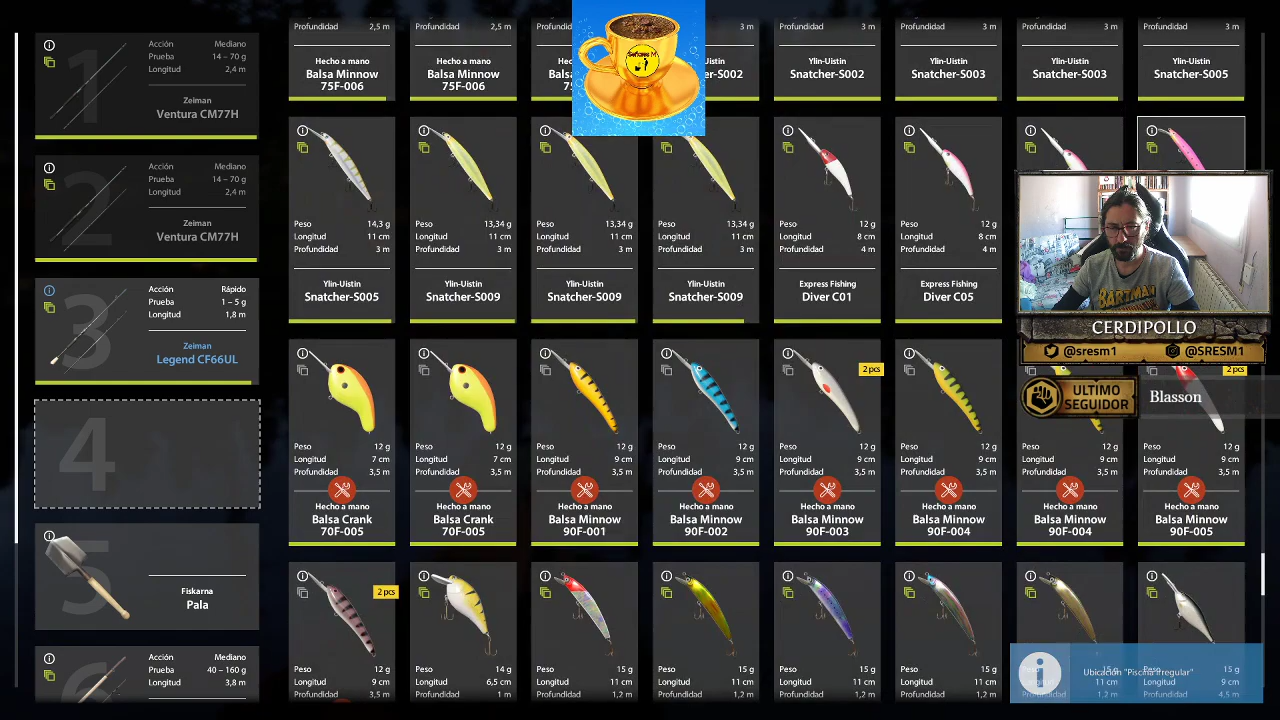 1
Acción Mediano
Prueba 14 – 70 g
Longitud 2,4 m
Zeiman
Ventura CM77H
2
Acción Mediano
Prueba 14 – 70 g
Longitud 2,4 m
Zeiman
Ventura CM77H
3
Acción Rápido
Prueba 1 – 5 g
Longitud 1,8 m
Zeiman
Legend CF66UL
4
5
Fiskarna
Pala
6
Acción Mediano
Prueba 40 – 160 g
Longitud 3,8 m
Profundidad 2,5 m
Hecho a mano
Balsa Minnow
75F-006
Profundidad 2,5 m
Hecho a mano
Balsa Minnow
75F-006
Señores M
3 m
Profundidad 3 m
Ylin-Uistin
Snatcher-S002
Profundidad 3 m
Ylin-Uistin
Snatcher-S003
Profundidad 3 m
Ylin-Uistin
Snatcher-S003
Profundidad 3 m
Ylin-Uistin
Snatcher-S005
Peso 14,3 g
Longitud 11 cm
Profundidad 3 m
Ylin-Uistin
Snatcher-S005
Peso 13,34 g
Longitud 11 cm
Profundidad 3 m
Ylin-Uistin
Snatcher-S009
Peso 13,34 g
Longitud 11 cm
Profundidad 3 m
Ylin-Uistin
Snatcher-S009
Peso 13,34 g
Longitud 11 cm
Profundidad 3 m
Ylin-Uistin
Snatcher-S009
Peso 12 g
Longitud 8 cm
Profundidad 4 m
Express Fishing
Diver C01
Peso 12 g
Longitud 8 cm
Profundidad 4 m
Express Fishing
Diver C05
BARTMAN
CERDIPOLLO
@sresm1 @SRESM1
ULTIMO
SEGUIDOR
Blasson
Peso 12 g
Longitud 7 cm
Profundidad 3,5 m
Hecho a mano
Balsa Crank
70F-005
Peso 12 g
Longitud 7 cm
Profundidad 3,5 m
Hecho a mano
Balsa Crank
70F-005
Peso 12 g
Longitud 9 cm
Profundidad 3,5 m
Hecho a mano
Balsa Minnow
90F-001
Peso 12 g
Longitud 9 cm
Profundidad 3,5 m
Hecho a mano
Balsa Minnow
90F-002
2 pcs
Peso 12 g
Longitud 9 cm
Profundidad 3,5 m
Hecho a mano
Balsa Minnow
90F-003
Peso 12 g
Longitud 9 cm
Profundidad 3,5 m
Hecho a mano
Balsa Minnow
90F-004
Peso 12 g
Longitud 9 cm
Profundidad 3,5 m
Hecho a mano
Balsa Minnow
90F-004
2 pcs
Peso 12 g
Longitud 9 cm
Profundidad 3,5 m
Hecho a mano
Balsa Minnow
90F-005
2 pcs
Peso 12 g
Longitud 9 cm
Profundidad 3,5 m
Peso 14 g
Longitud 6,5 cm
Profundidad 1 m
Peso 15 g
Longitud 11 cm
Profundidad 1,2 m
Peso 15 g
Longitud 11 cm
Profundidad 1,2 m
Peso 15 g
Longitud 11 cm
Profundidad 1,2 m
Peso 15 g
Longitud 11 cm
Profundidad 1,2 m
15 g
11 cm
Profundidad 1,2 m
Peso 15 g
Longitud 9 cm
Profundidad 4,5 m
Ubicación "Piscina Irregular"